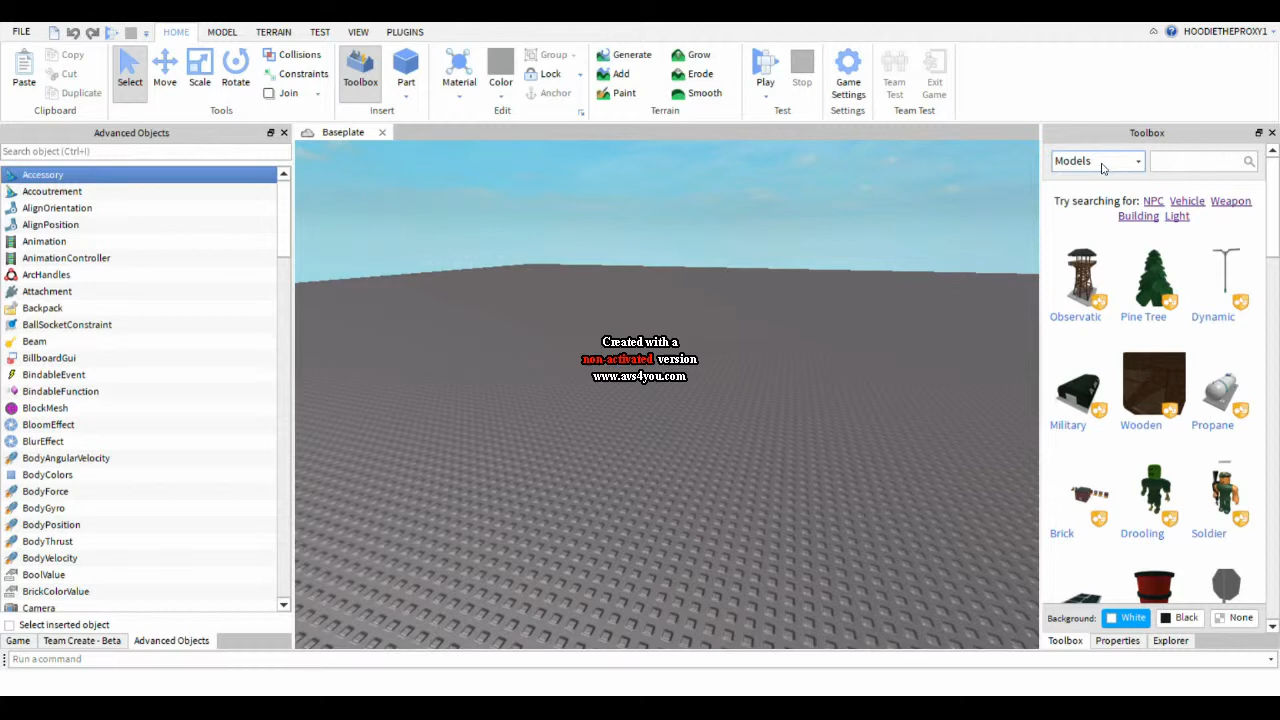 FILE HOME MODEL TERRAIN TEST VIEW PLUGINS HOODIETHEPROXY1
Paste Copy Cut Duplicate Clipboard
Select Move Scale Rotate Collisions Constraints Join Tools
Toolbox Part Insert
Material Color Group Lock Anchor Edit
Generate Add Paint Grow Erode Smooth Terrain
Play Stop Test
Game Settings Settings
Team Test Exit Game Team Test
Advanced Objects
Search object (Ctrl+I)
Accessory
Accoutrement
AlignOrientation
AlignPosition
Animation
AnimationController
ArcHandles
Attachment
Backpack
BallSocketConstraint
Beam
BillboardGui
BindableEvent
BindableFunction
BlockMesh
BloomEffect
BlurEffect
BodyAngularVelocity
BodyColors
BodyForce
BodyGyro
BodyPosition
BodyThrust
BodyVelocity
BoolValue
BrickColorValue
Camera
Select inserted object
Game Team Create - Beta Advanced Objects
Run a command
Baseplate
Created with a
non-activated version
www.avs4you.com
Toolbox
Models
Try searching for: NPC Vehicle Weapon
Building Light
Observatic Pine Tree Dynamic
Military Wooden Propane
Brick Drooling Soldier
Background: White Black None
Toolbox Properties Explorer